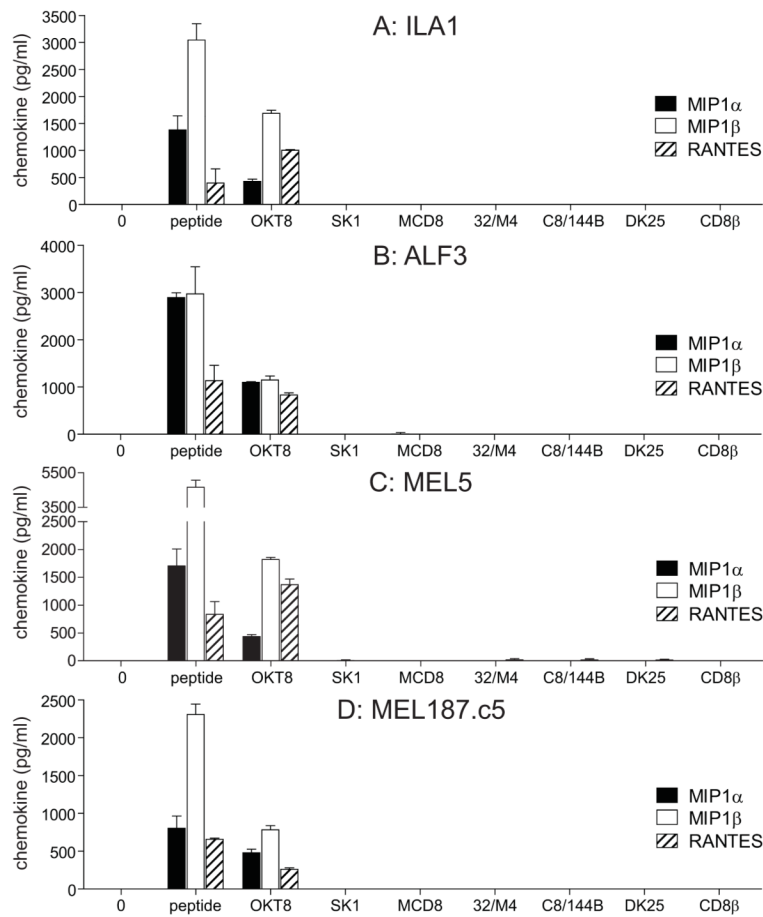 A: ILA1
chemokine (pg/ml)
3500
3000
2500
2000
1500
1000
500
0
MIP1α
MIP1β
RANTES
0 peptide OKT8 SK1 MCD8 32/M4 C8/144B DK25 CD8β
B: ALF3
chemokine (pg/ml)
4000
3000
2000
1000
0
MIP1α
MIP1β
RANTES
0 peptide OKT8 SK1 MCD8 32/M4 C8/144B DK25 CD8β
C: MEL5
chemokine (pg/ml)
5500
3500
2500
2000
1500
1000
500
0
MIP1α
MIP1β
RANTES
0 peptide OKT8 SK1 MCD8 32/M4 C8/144B DK25 CD8β
D: MEL187.c5
chemokine (pg/ml)
2500
2000
1500
1000
500
0
MIP1α
MIP1β
RANTES
0 peptide OKT8 SK1 MCD8 32/M4 C8/144B DK25 CD8β